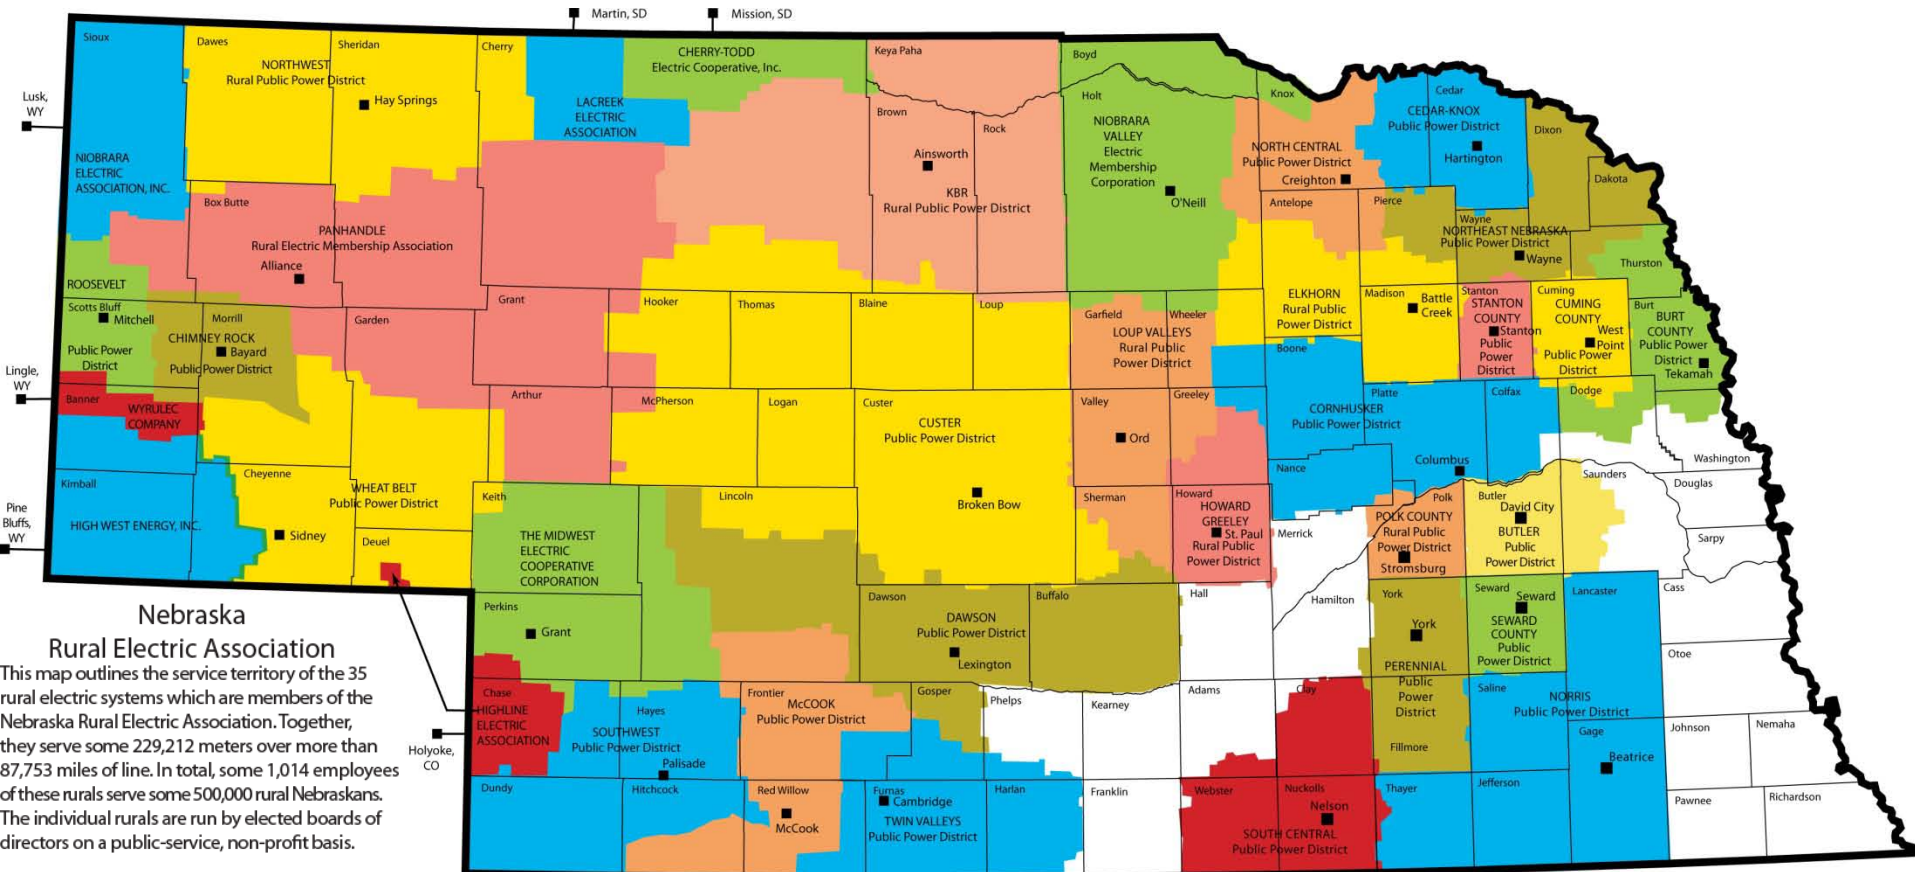 Martin, SD
Mission, SD
Lusk,
WY
Lingle,
WY
Pine
Bluffs,
WY
Holyoke,
CO
Sioux
NIOBRARA
ELECTRIC
ASSOCIATION, INC.
Dawes
Sheridan
NORTHWEST
Rural Public Power District
Hay Springs
Cherry
LACREEK
ELECTRIC
ASSOCIATION
CHERRY-TODD
Electric Cooperative, Inc.
Keya Paha
Brown
Rock
Ainsworth
KBR
Rural Public Power District
Boyd
Holt
NIOBRARA
VALLEY
Electric
Membership
Corporation
O'Neill
Knox
NORTH CENTRAL
Public Power District
Creighton
Cedar
CEDAR-KNOX
Public Power District
Hartington
Dixon
Dakota
Box Butte
PANHANDLE
Rural Electric Membership Association
Alliance
Antelope
Pierce
Wayne
NORTHEAST NEBRASKA
Public Power District
Wayne
Thurston
ROOSEVELT
Scotts Bluff
Mitchell
Public Power
District
Morrill
CHIMNEY ROCK
Bayard
Public Power District
Garden
Grant
Hooker
Thomas
Blaine
Loup
Garfield
Wheeler
LOUP VALLEYS
Rural Public
Power District
ELKHORN
Rural Public
Power District
Madison
Battle
Creek
Stanton
STANTON
COUNTY
Stanton
Public
Power
District
Cuming
CUMING
COUNTY
West
Point
Public Power
District
Burt
BURT
COUNTY
Public Power
District
Tekamah
Banner
WYRULEC
COMPANY
Arthur
McPherson
Logan
Custer
CUSTER
Public Power District
Broken Bow
Valley
Ord
Greeley
Boone
CORNHUSKER
Public Power District
Platte
Colfax
Columbus
Dodge
Washington
Nance
Kimball
HIGH WEST ENERGY, INC.
Cheyenne
WHEAT BELT
Public Power District
Sidney
Deuel
Keith
THE MIDWEST
ELECTRIC
COOPERATIVE
CORPORATION
Lincoln
Sherman
Howard
HOWARD
GREELEY
St. Paul
Rural Public
Power District
Merrick
Polk
POLK COUNTY
Rural Public
Power District
Stromsburg
Butler
David City
BUTLER
Public
Power District
Saunders
Douglas
Sarpy
Perkins
Grant
Dawson
Buffalo
DAWSON
Public Power District
Lexington
Hall
Hamilton
York
York
PERENNIAL
Public
Power
District
Fillmore
Seward
Seward
SEWARD
COUNTY
Public
Power District
Lancaster
Cass
Otoe
Chase
HIGHLINE
ELECTRIC
ASSOCIATION
Hayes
SOUTHWEST
Public Power District
Palisade
Frontier
McCOOK
Public Power District
Gosper
Phelps
Kearney
Adams
Clay
Saline
NORRIS
Public Power District
Gage
Beatrice
Johnson
Nemaha
Dundy
Hitchcock
Red Willow
McCook
Furnas
Cambridge
TWIN VALLEYS
Public Power District
Harlan
Franklin
Webster
Nuckolls
Nelson
SOUTH CENTRAL
Public Power District
Thayer
Jefferson
Pawnee
Richardson
Nebraska
Rural Electric Association
This map outlines the service territory of the 35
rural electric systems which are members of the
Nebraska Rural Electric Association. Together,
they serve some 229,212 meters over more than
87,753 miles of line. In total, some 1,014 employees
of these rurals serve some 500,000 rural Nebraskans.
The individual rurals are run by elected boards of
directors on a public-service, non-profit basis.